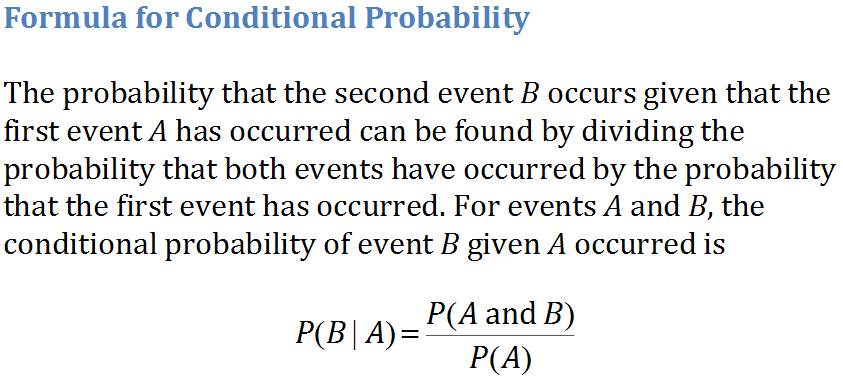 Formula for Conditional Probability
The probability that the second event B occurs given that the
first event A has occurred can be found by dividing the
probability that both events have occurred by the probability
that the first event has occurred. For events A and B, the
conditional probability of event B given A occurred is
P(B | A) = P(A and B)
P(A)